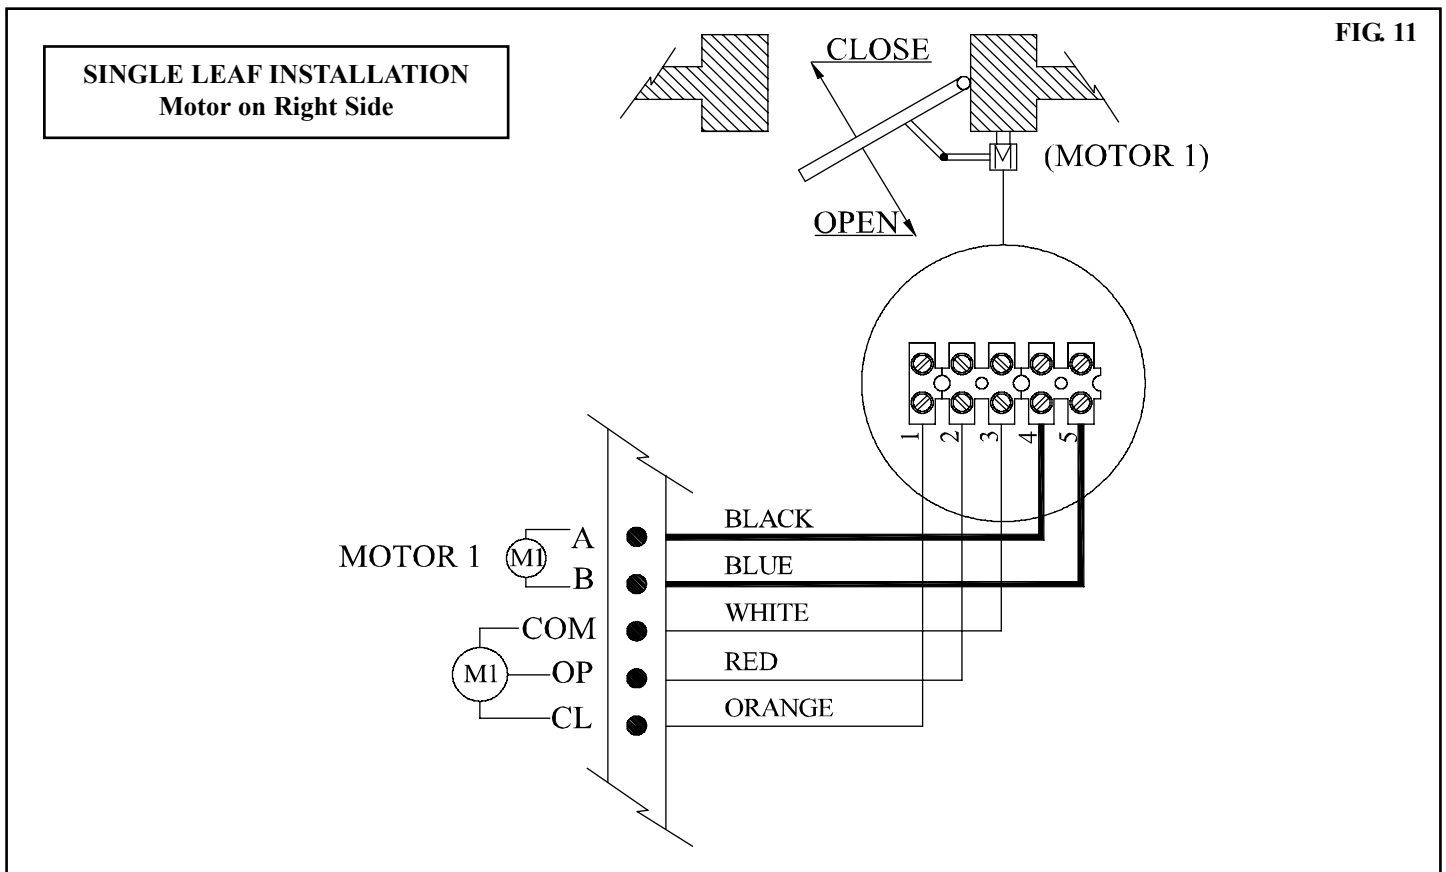 FIG. 11
SINGLE LEAF INSTALLATION
Motor on Right Side
CLOSE
M
(MOTOR 1)
OPEN
1 2 3 4 5
BLACK
A
MOTOR 1
M1
BLUE
B
WHITE
COM
RED
M1
OP
ORANGE
CL